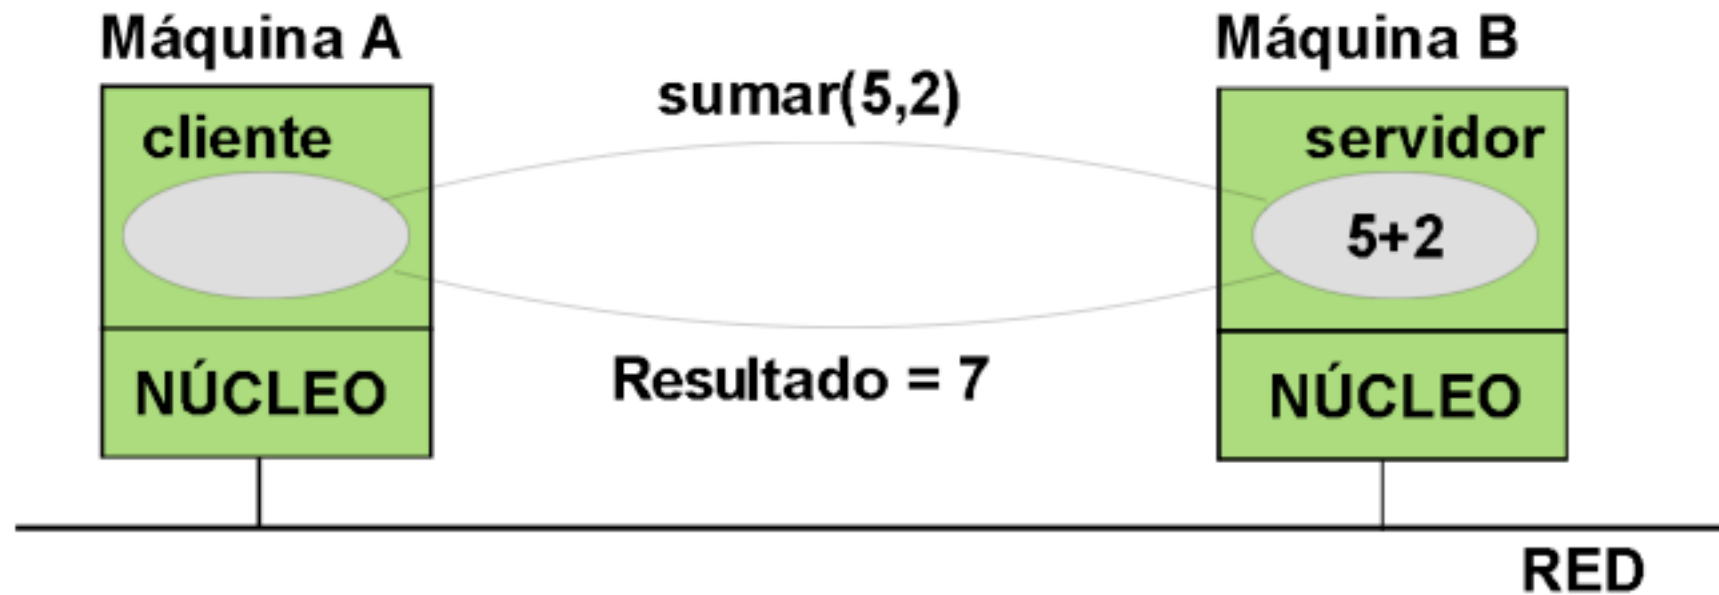 Máquina A
Máquina B
sumar(5,2)
cliente
servidor
5+2
Resultado = 7
NÚCLEO
NÚCLEO
RED